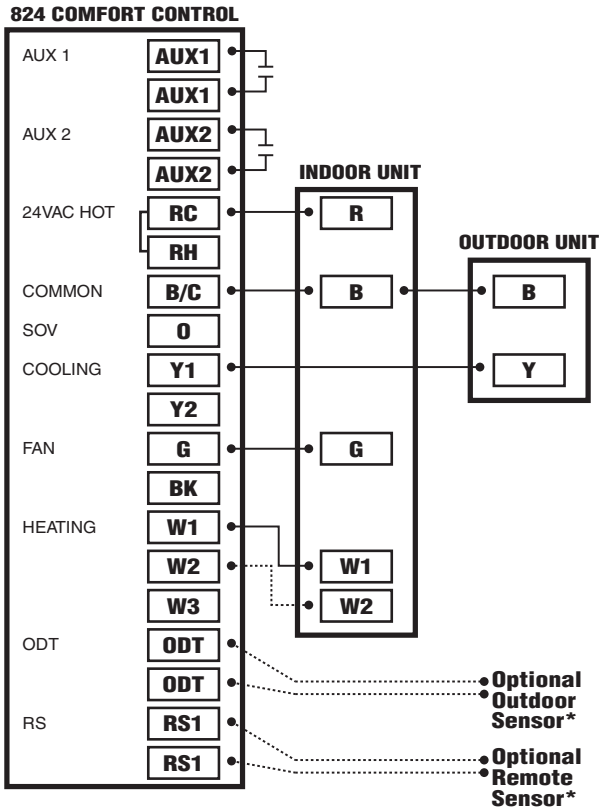 824 COMFORT CONTROL
AUX 1 AUX1
AUX1
AUX 2 AUX2
AUX2
INDOOR UNIT
24VAC HOT RC R
RH
OUTDOOR UNIT
COMMON B/C B B
SOV O
COOLING Y1 Y
Y2
FAN G G
BK
HEATING W1 W1
W2 W2
W3
ODT ODT
ODT
Optional
Outdoor
Sensor*
RS RS1
RS1
Optional
Remote
Sensor*